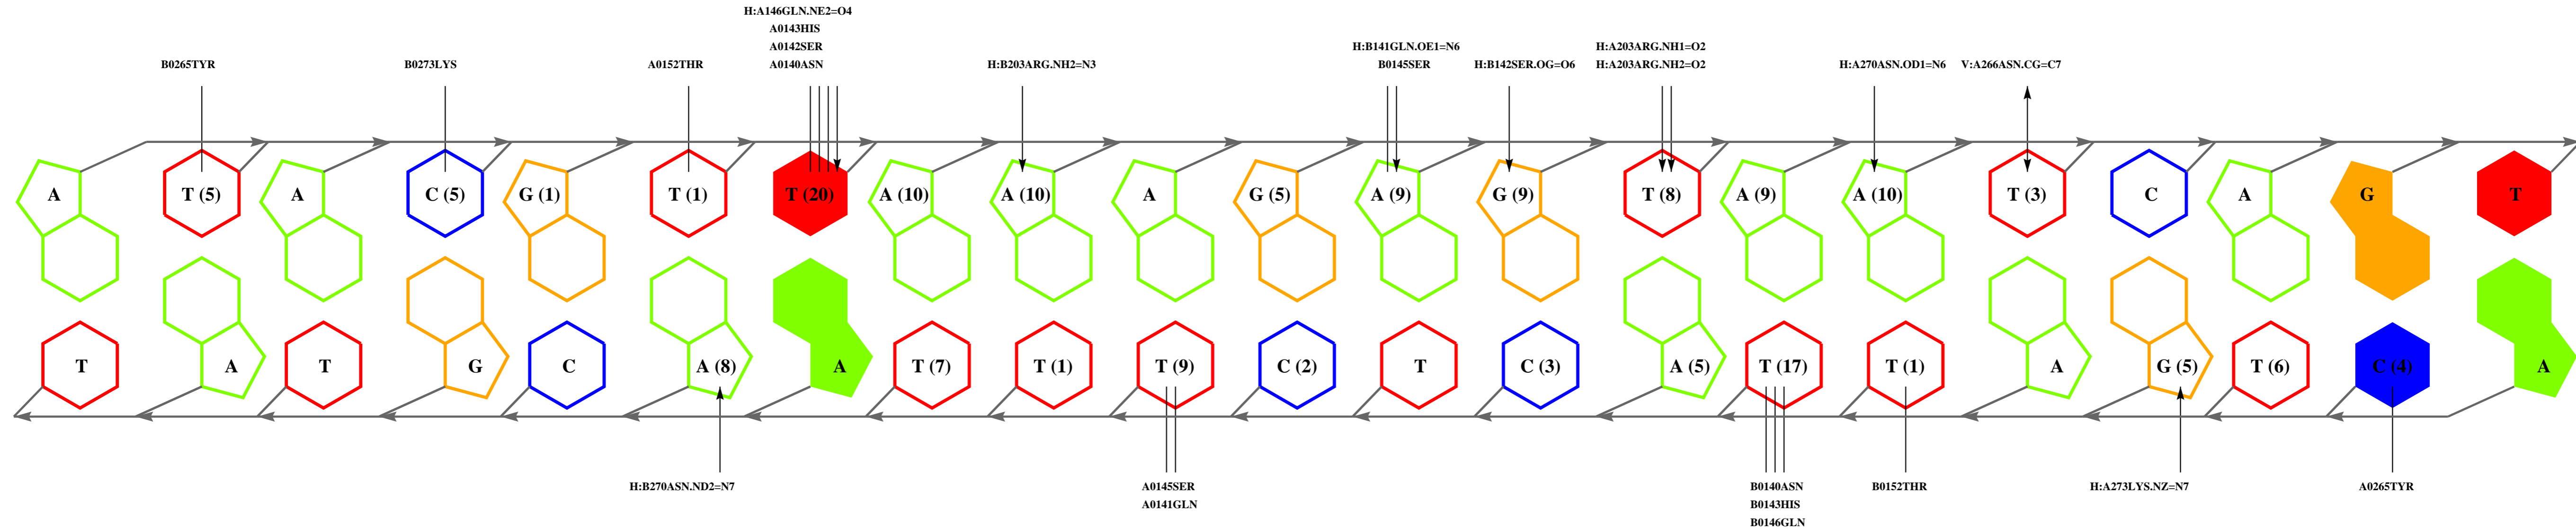 H:A146GLN.NE2=O4
A0143HIS
A0142SER
A0140ASN
B0265TYR
B0273LYS
A0152THR
H:B203ARG.NH2=N3
H:B141GLN.OE1=N6
B0145SER
H:B142SER.OG=O6
H:A203ARG.NH1=O2
H:A203ARG.NH2=O2
H:A270ASN.OD1=N6
V:A266ASN.CG=C7
A T (5) A C (5) G (1) T (1) T (20) A (10) A (10) A G (5) A (9) G (9) T (8) A (9) A (10) T (3) C A G T
T A T G C A (8) A T (7) T (1) T (9) C (2) T C (3) A (5) T (17) T (1) A G (5) T (6) C (4) A
H:B270ASN.ND2=N7
A0145SER
A0141GLN
B0140ASN
B0143HIS
B0146GLN
B0152THR
H:A273LYS.NZ=N7
A0265TYR